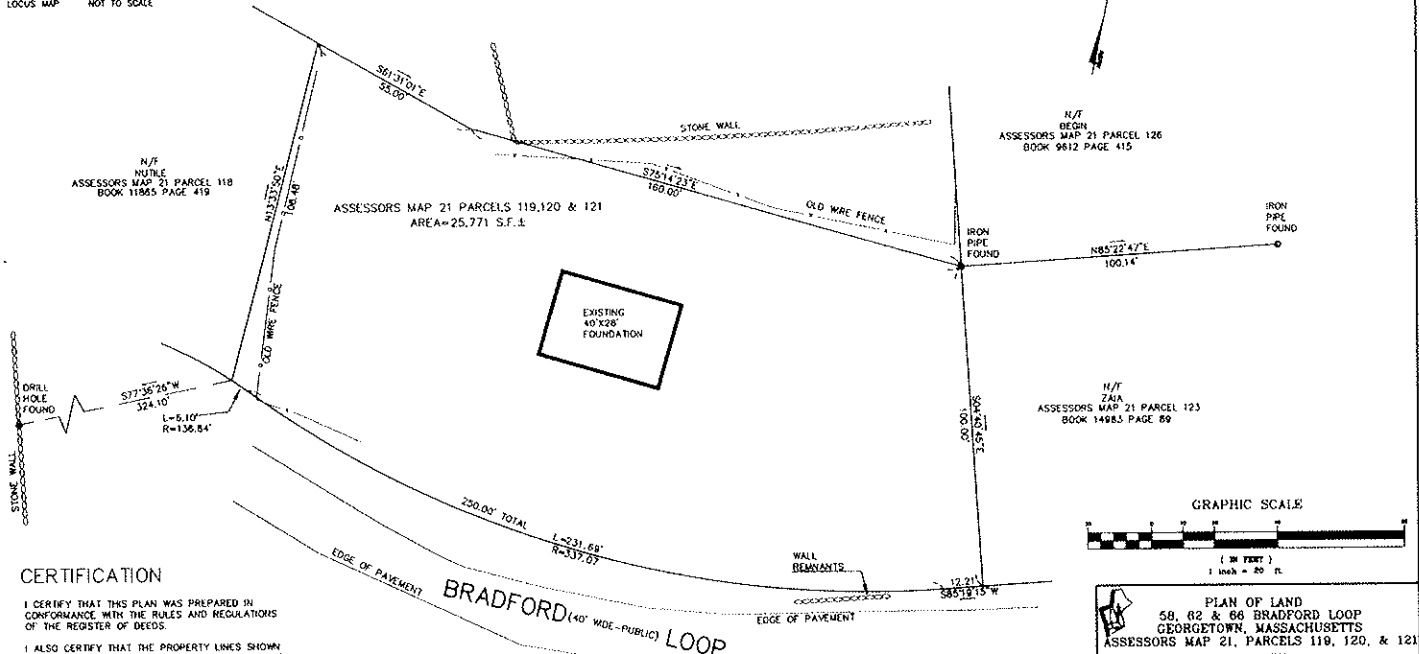 LOCUS MAP NOT TO SCALE
S61°31'01"E
55.00'
STONE WALL
N/F
BEGIN
ASSESSORS MAP 21 PARCEL 126
BOOK 9612 PAGE 415
N/F
NUTILE
ASSESSORS MAP 21 PARCEL 118
BOOK 11865 PAGE 419
N13°33'50"E
106.48'
S75°14'23"E
160.00'
ASSESSORS MAP 21 PARCELS 119,120 & 121
AREA=25,771 S.F.±
OLD WIRE FENCE
IRON
PIPE
FOUND
IRON
PIPE
FOUND
N85°22'47"E
100.14'
EXISTING
40'X28'
FOUNDATION
OLD WIRE FENCE
DRILL
HOLE
FOUND
S77°36'26"W
324.10'
L=5.10'
R=136.84'
STONE WALL
S04°40'45"E
100.00'
N/F
ZAIA
ASSESSORS MAP 21 PARCEL 123
BOOK 14983 PAGE 89
250.00' TOTAL
L=231.69'
R=337.07
GRAPHIC SCALE
( IN FEET )
1 inch = 20 ft.
WALL
REMNANTS
12.21'
S85°19'15"W
EDGE OF PAVEMENT
BRADFORD (40' WIDE-PUBLIC) LOOP
EDGE OF PAVEMENT
CERTIFICATION
I CERTIFY THAT THIS PLAN WAS PREPARED IN
CONFORMANCE WITH THE RULES AND REGULATIONS
OF THE REGISTER OF DEEDS.
I ALSO CERTIFY THAT THE PROPERTY LINES SHOWN
PLAN OF LAND
58, 62 & 66 BRADFORD LOOP
GEORGETOWN, MASSACHUSETTS
ASSESSORS MAP 21, PARCELS 119, 120, & 121